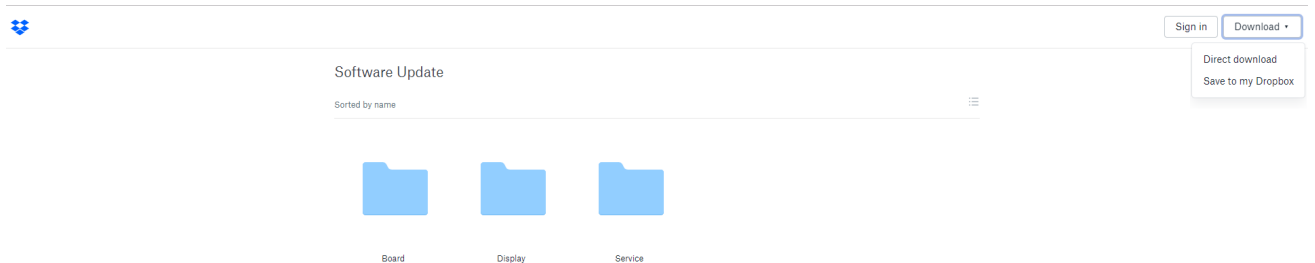 Sign in
Download
Direct download
Save to my Dropbox
Software Update
Sorted by name
Board Display Service